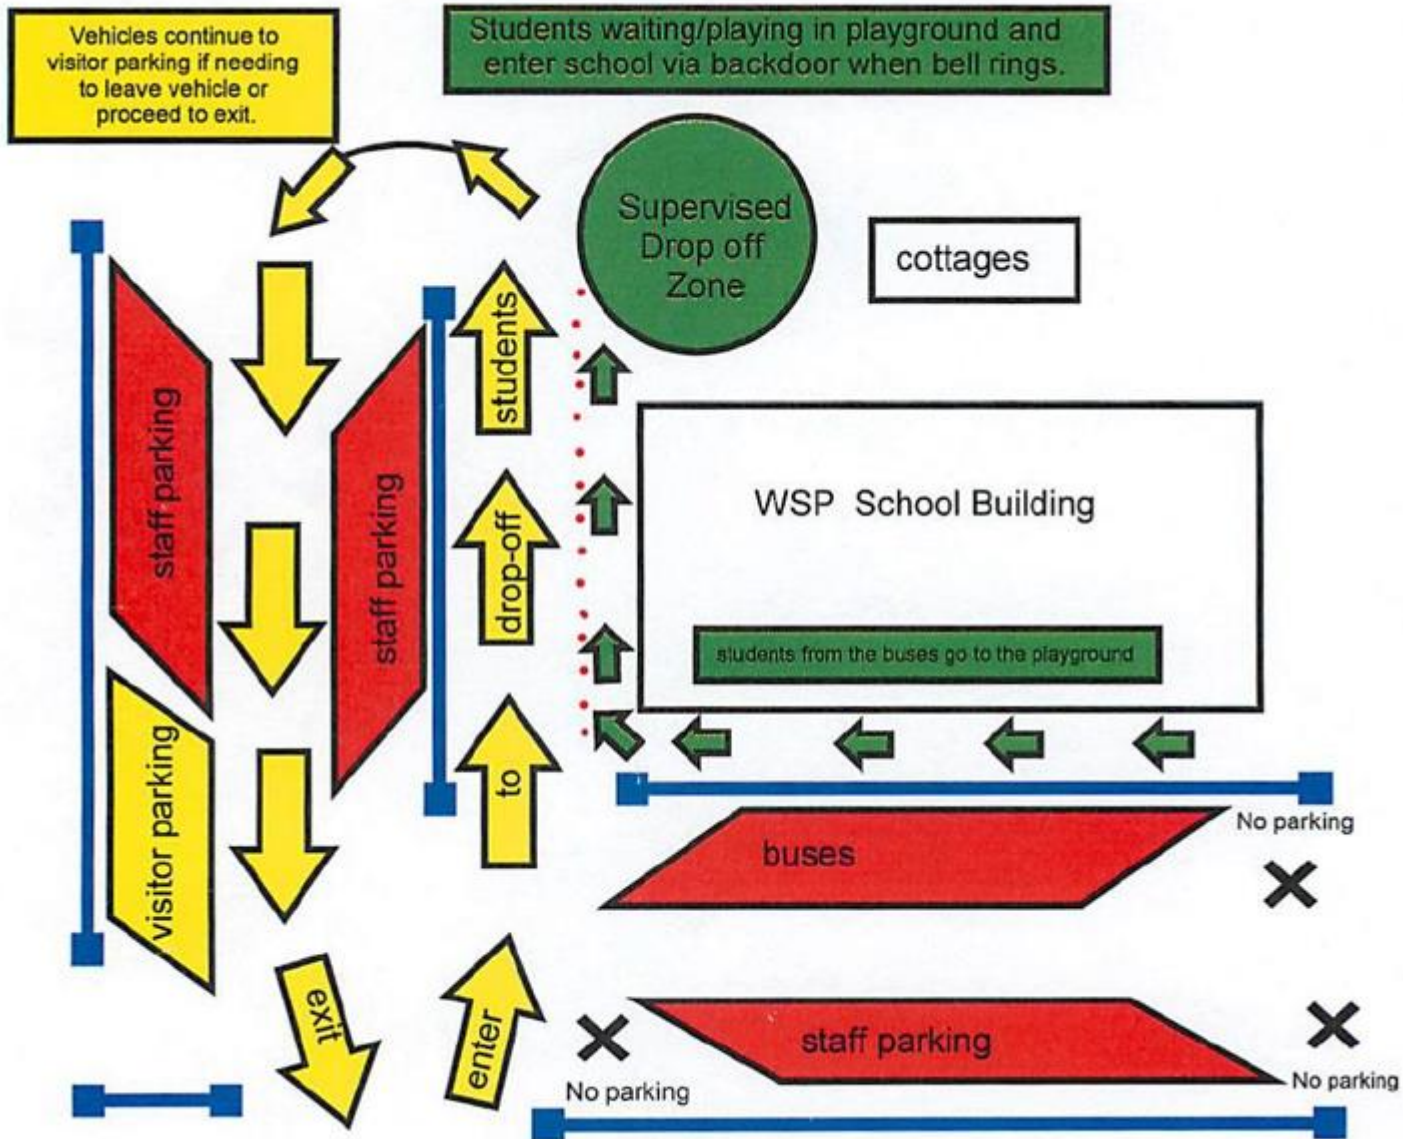 Vehicles continue to
visitor parking if needing
to leave vehicle or
proceed to exit.
Students waiting/playing in playground and
enter school via backdoor when bell rings.
Supervised
Drop off
Zone
cottages
students
staff parking
staff parking
drop-off
WSP School Building
students from the buses go to the playground
visitor parking
to
buses
No parking
exit
enter
No parking
staff parking
No parking